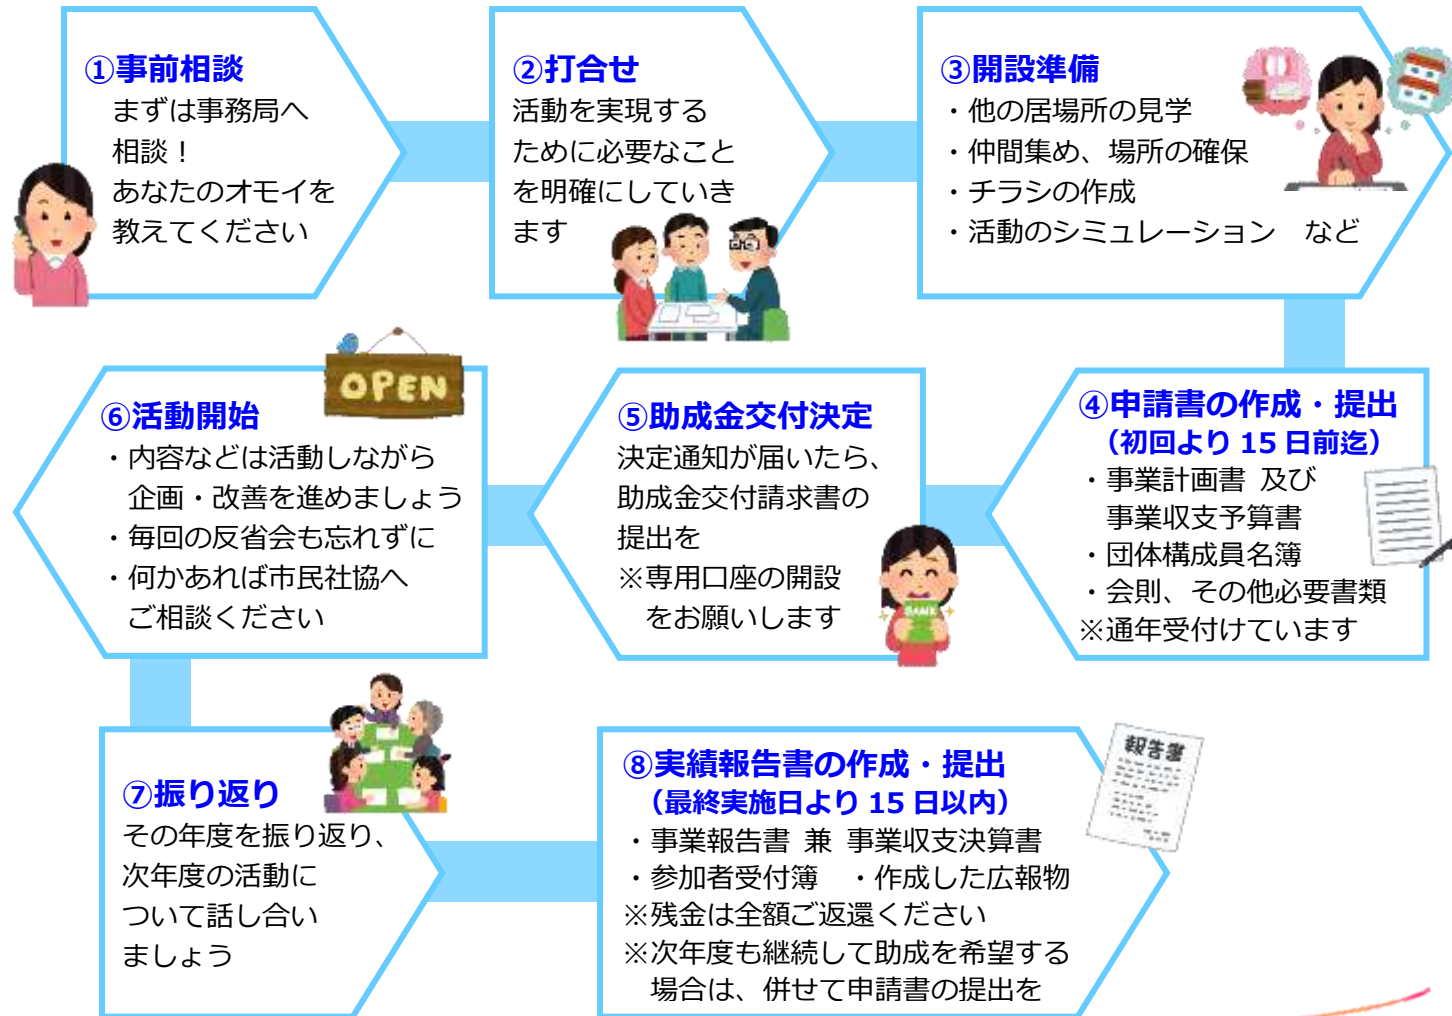 ①事前相談
まずは事務局へ
相談！
あなたのオモイを
教えてください
②打合せ
活動を実現する
ために必要なこと
を明確にしていき
ます
③開設準備
・他の居場所の見学
・仲間集め、場所の確保
・チラシの作成
・活動のシミュレーション　など
④申請書の作成・提出
（初回より 15 日前迄）
・事業計画書 及び
事業収支予算書
・団体構成員名簿
・会則、その他必要書類
※通年受付けています
⑤助成金交付決定
決定通知が届いたら、
助成金交付請求書の
提出を
※専用口座の開設
をお願いします
BANK
OPEN
⑥活動開始
・内容などは活動しながら
企画・改善を進めましょう
・毎回の反省会も忘れずに
・何かあれば市民社協へ
ご相談ください
⑦振り返り
その年度を振り返り、
次年度の活動に
ついて話し合い
ましょう
⑧実績報告書の作成・提出
（最終実施日より 15 日以内）
・事業報告書 兼 事業収支決算書
・参加者受付簿　・作成した広報物
※残金は全額ご返還ください
※次年度も継続して助成を希望する
場合は、併せて申請書の提出を
報告書